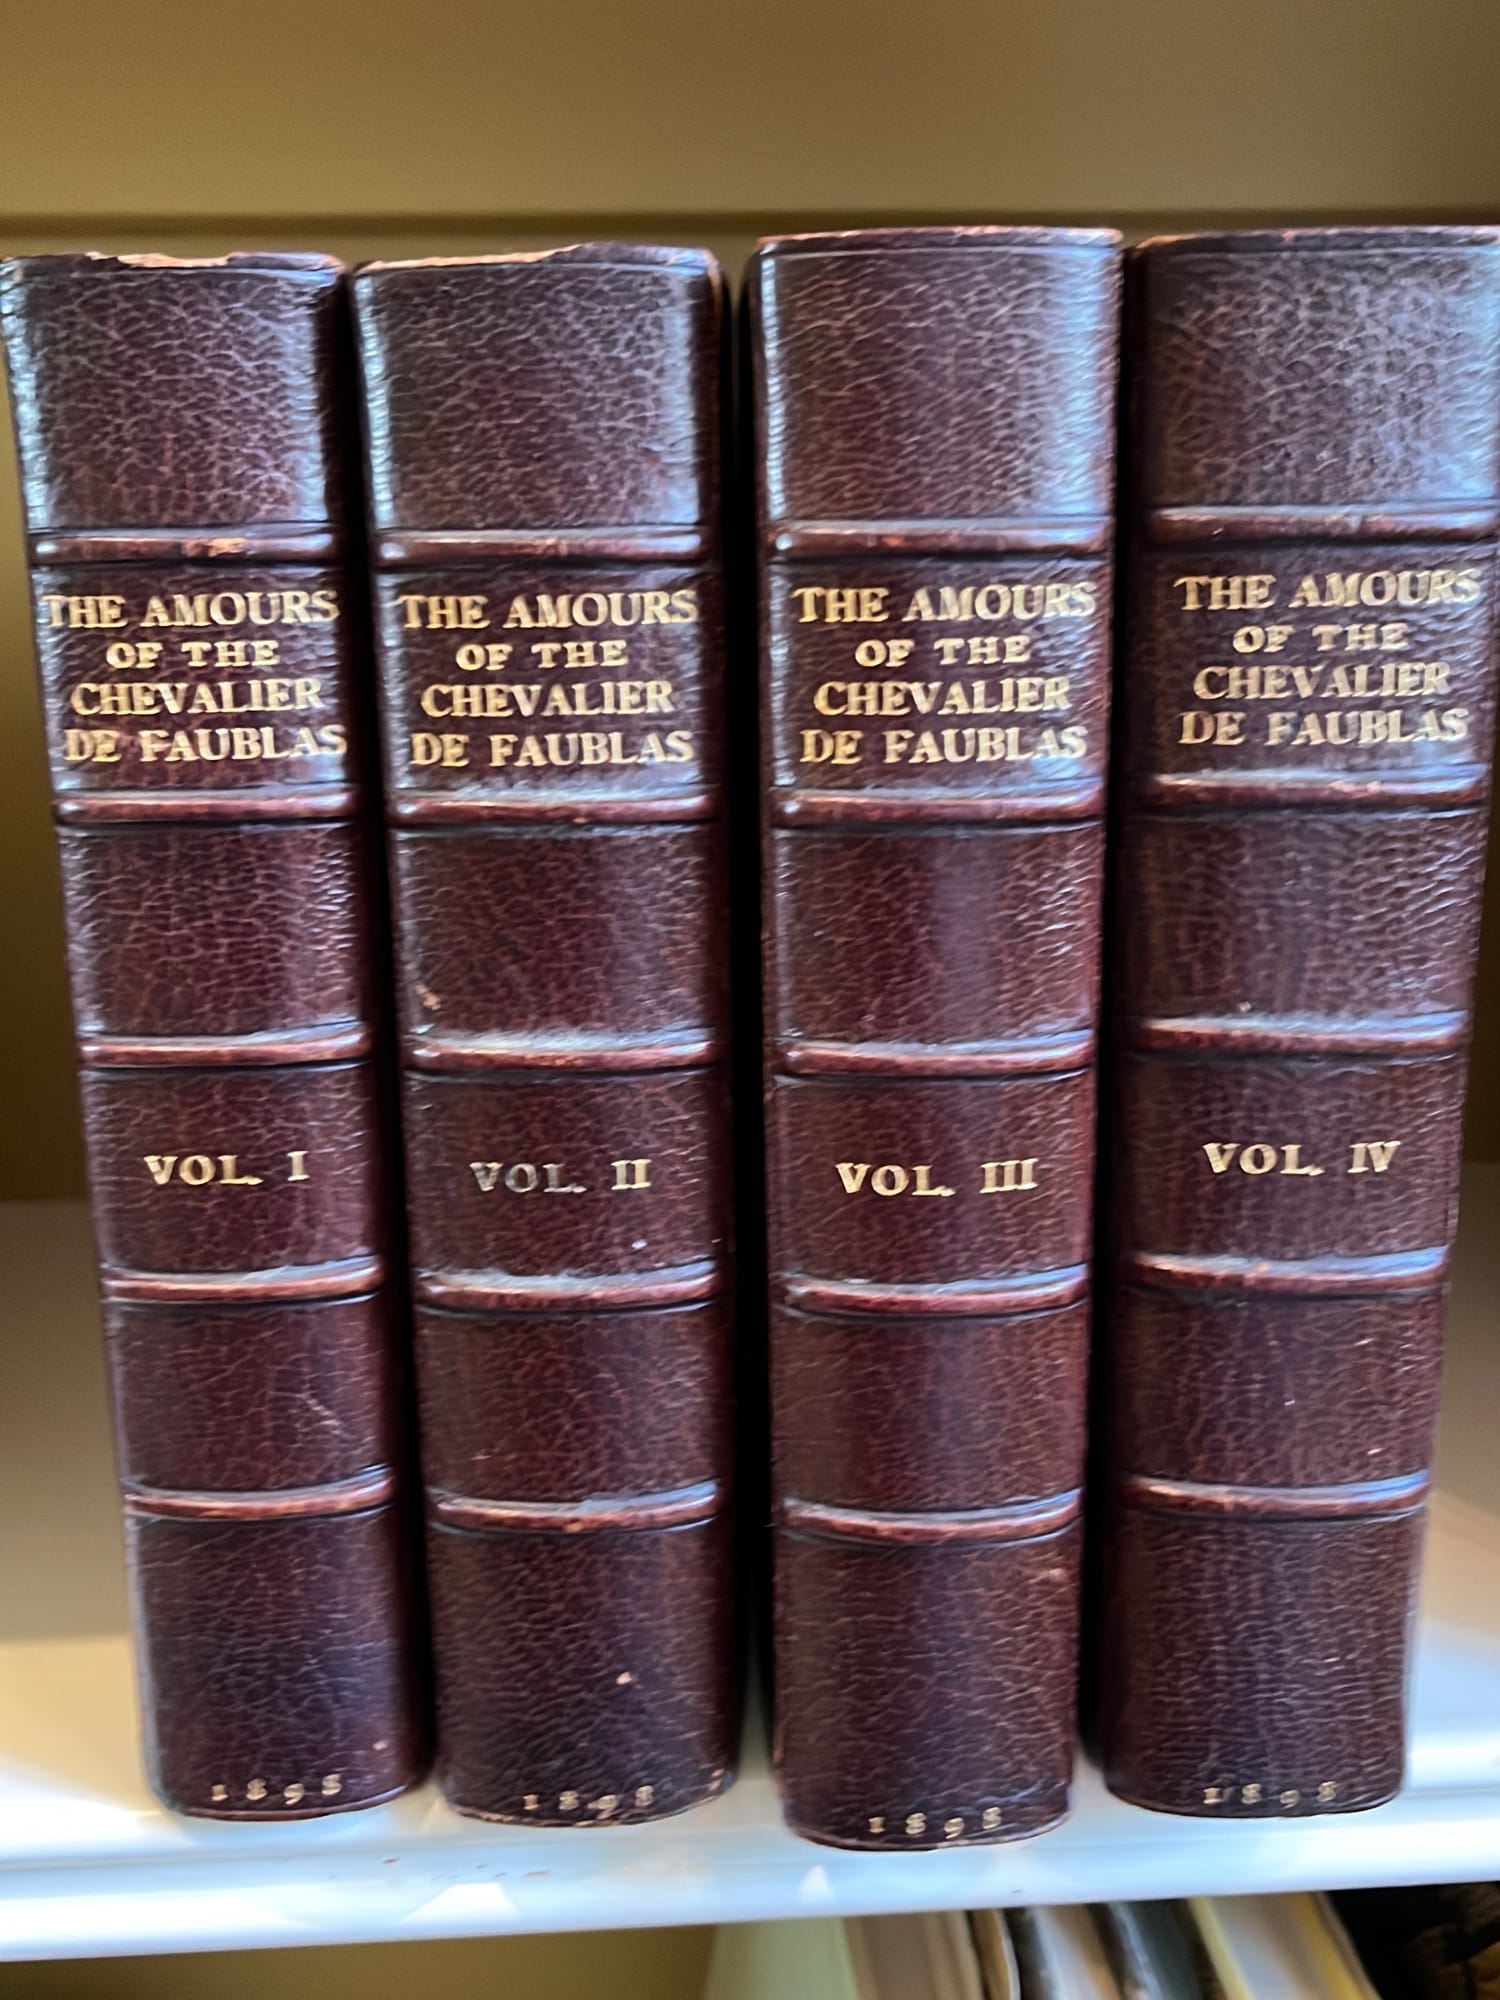 THE AMOURS
OF THE
CHEVALIER
DE FAUBLAS
VOL. I
1898
THE AMOURS
OF THE
CHEVALIER
DE FAUBLAS
VOL. II
1898
THE AMOURS
OF THE
CHEVALIER
DE FAUBLAS
VOL. III
1898
THE AMOURS
OF THE
CHEVALIER
DE FAUBLAS
VOL. IV
1898